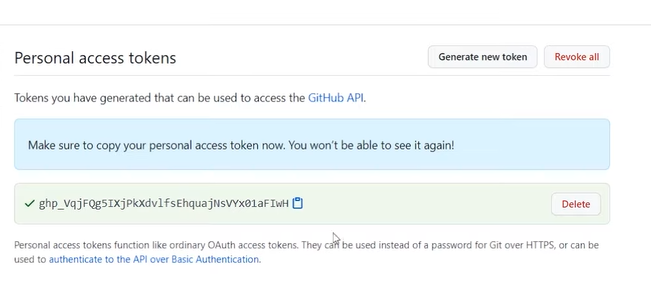 Personal access tokens
Generate new token
Revoke all
Tokens you have generated that can be used to access the GitHub API.
Make sure to copy your personal access token now. You won't be able to see it again!
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
Delete
Personal access tokens function like ordinary OAuth access tokens. They can be used instead of a password for Git over HTTPS, or can be
used to authenticate to the API over Basic Authentication.